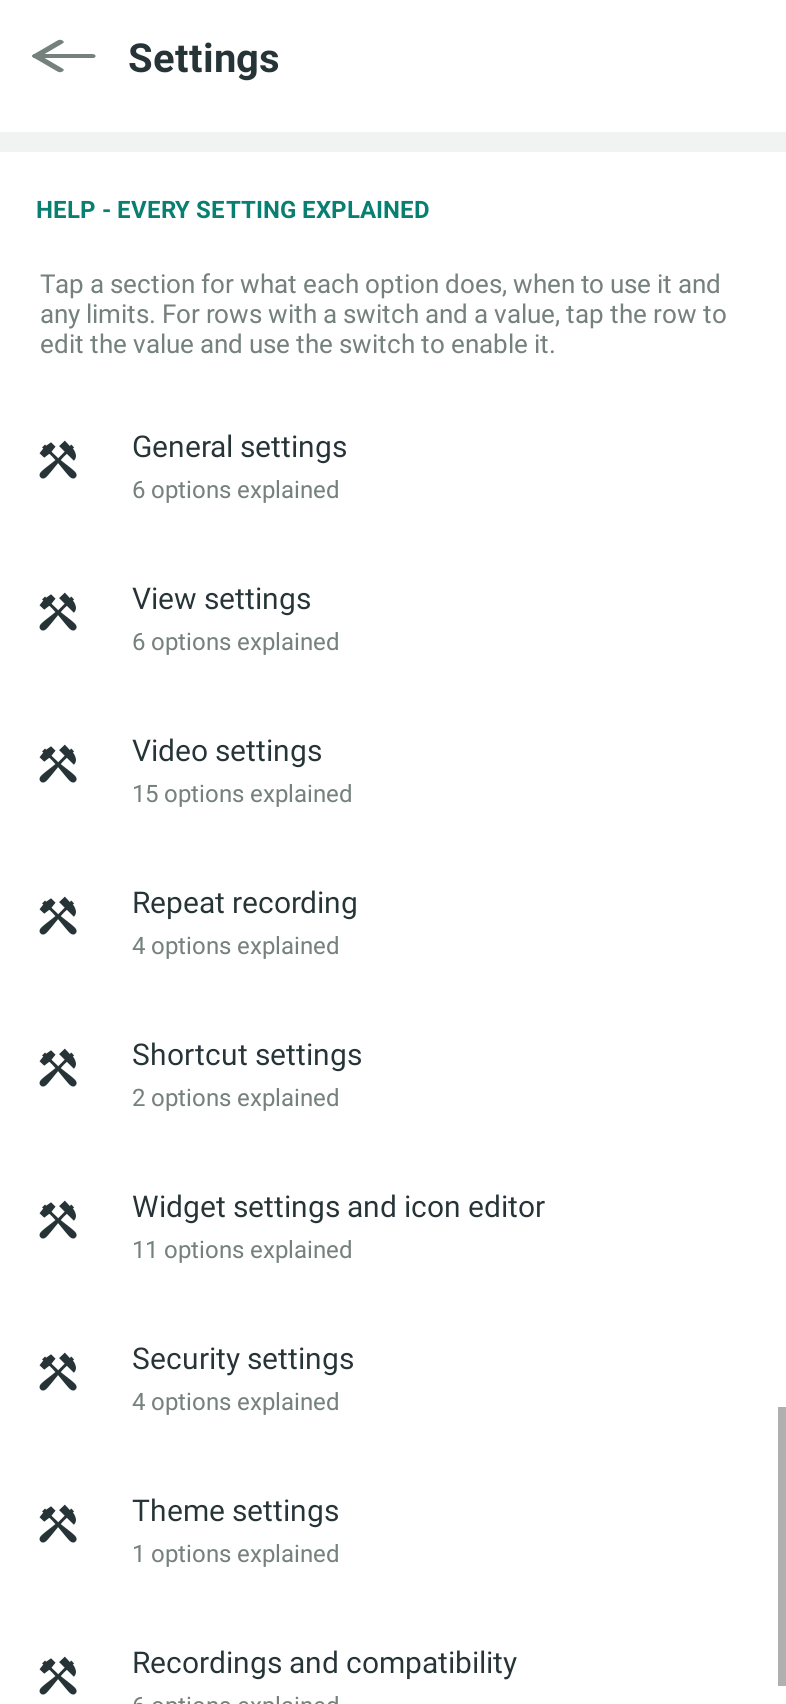 Settings
HELP - EVERY SETTING EXPLAINED
Tap a section for what each option does, when to use it and
any limits. For rows with a switch and a value, tap the row to
edit the value and use the switch to enable it.
General settings
6 options explained
View settings
6 options explained
Video settings
15 options explained
Repeat recording
4 options explained
Shortcut settings
2 options explained
Widget settings and icon editor
11 options explained
Security settings
4 options explained
Theme settings
1 options explained
Recordings and compatibility
options explained